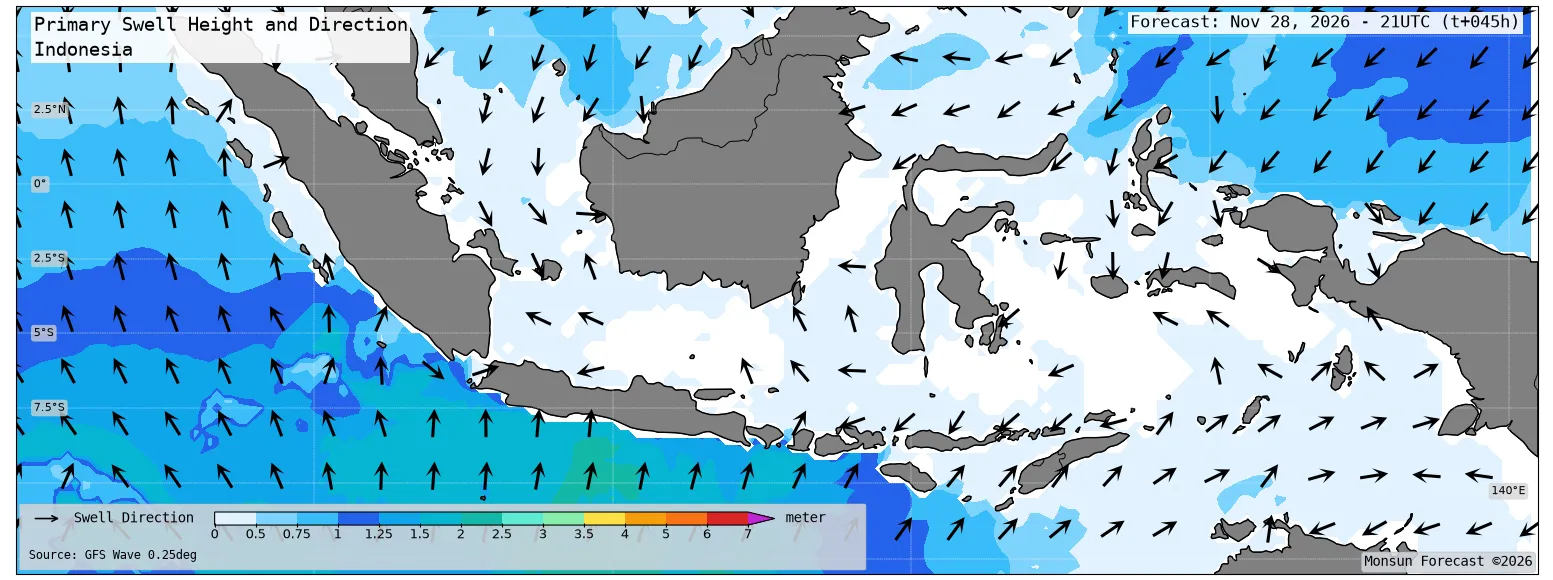 Primary Swell Height and Direction
Indonesia
Forecast: Nov 28, 2026 - 21UTC (t+045h)
2.5°N
0°
2.5°S
5°S
7.5°S
140°E
Swell Direction
0 0.5 0.75 1 1.25 1.5 2 2.5 3 3.5 4 5 6 7
meter
Source: GFS Wave 0.25deg
Monsun Forecast ©2026